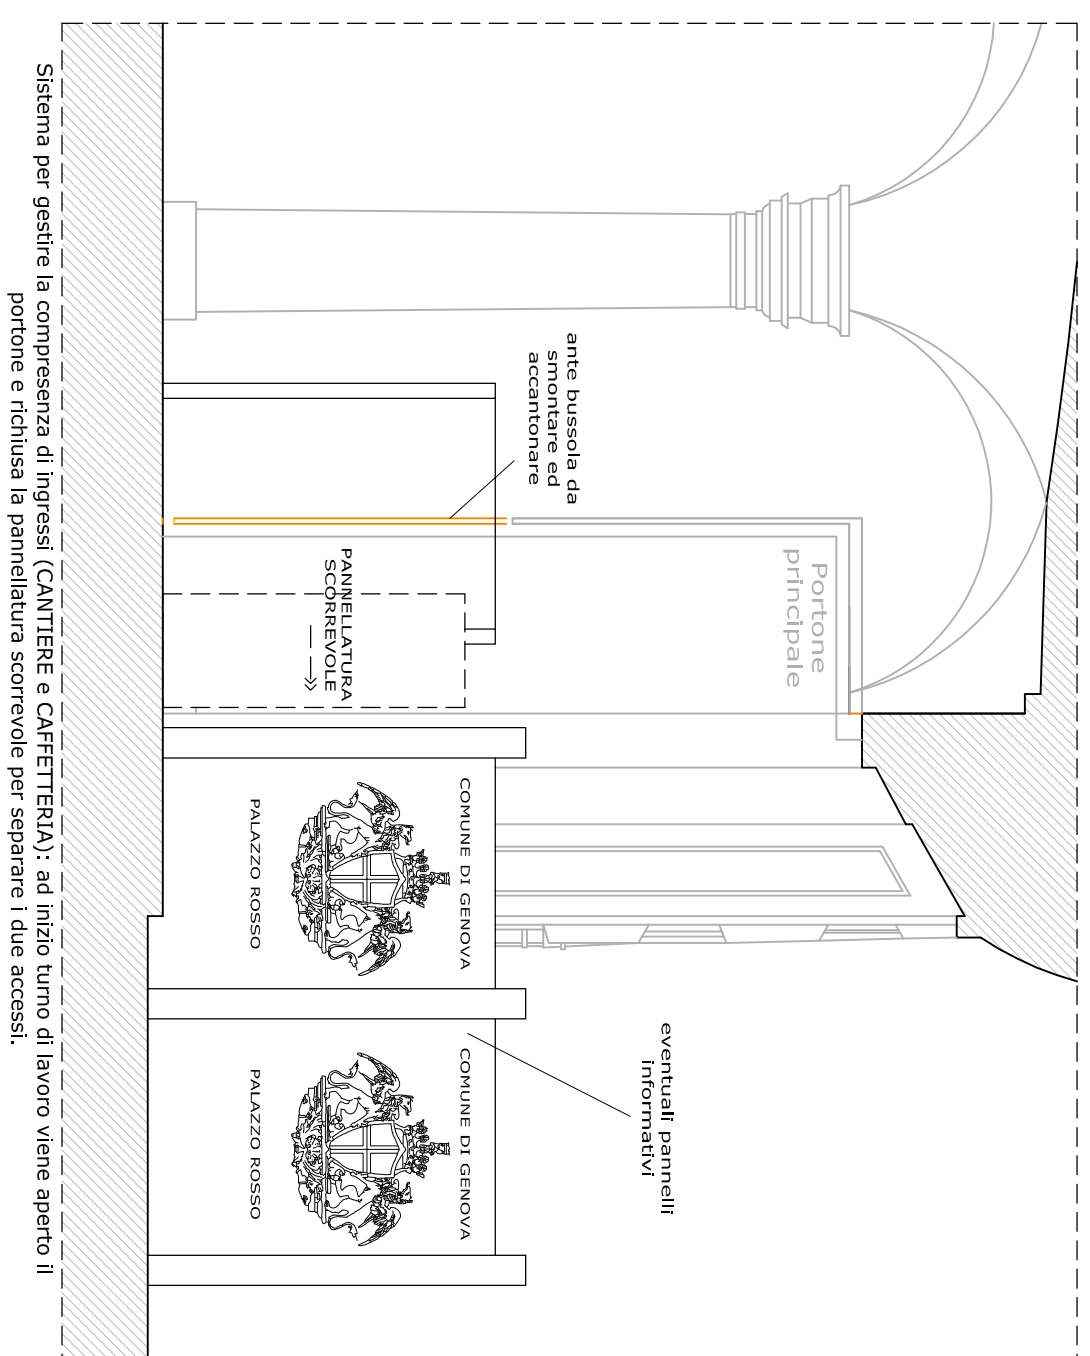 ante bussola da
smontare ed
accantonare
Portone
principale
PANNELLATURA
SCORREVOLE
COMUNE DI GENOVA
PALAZZO ROSSO
eventuali pannelli
informativi
COMUNE DI GENOVA
PALAZZO ROSSO
Sistema per gestire la compresenza di ingressi (CANTIERE e CAFFETTERIA): ad inizio turno di lavoro viene aperto il
portone e richiusa la pannellatura scorrevole per separare i due accessi.